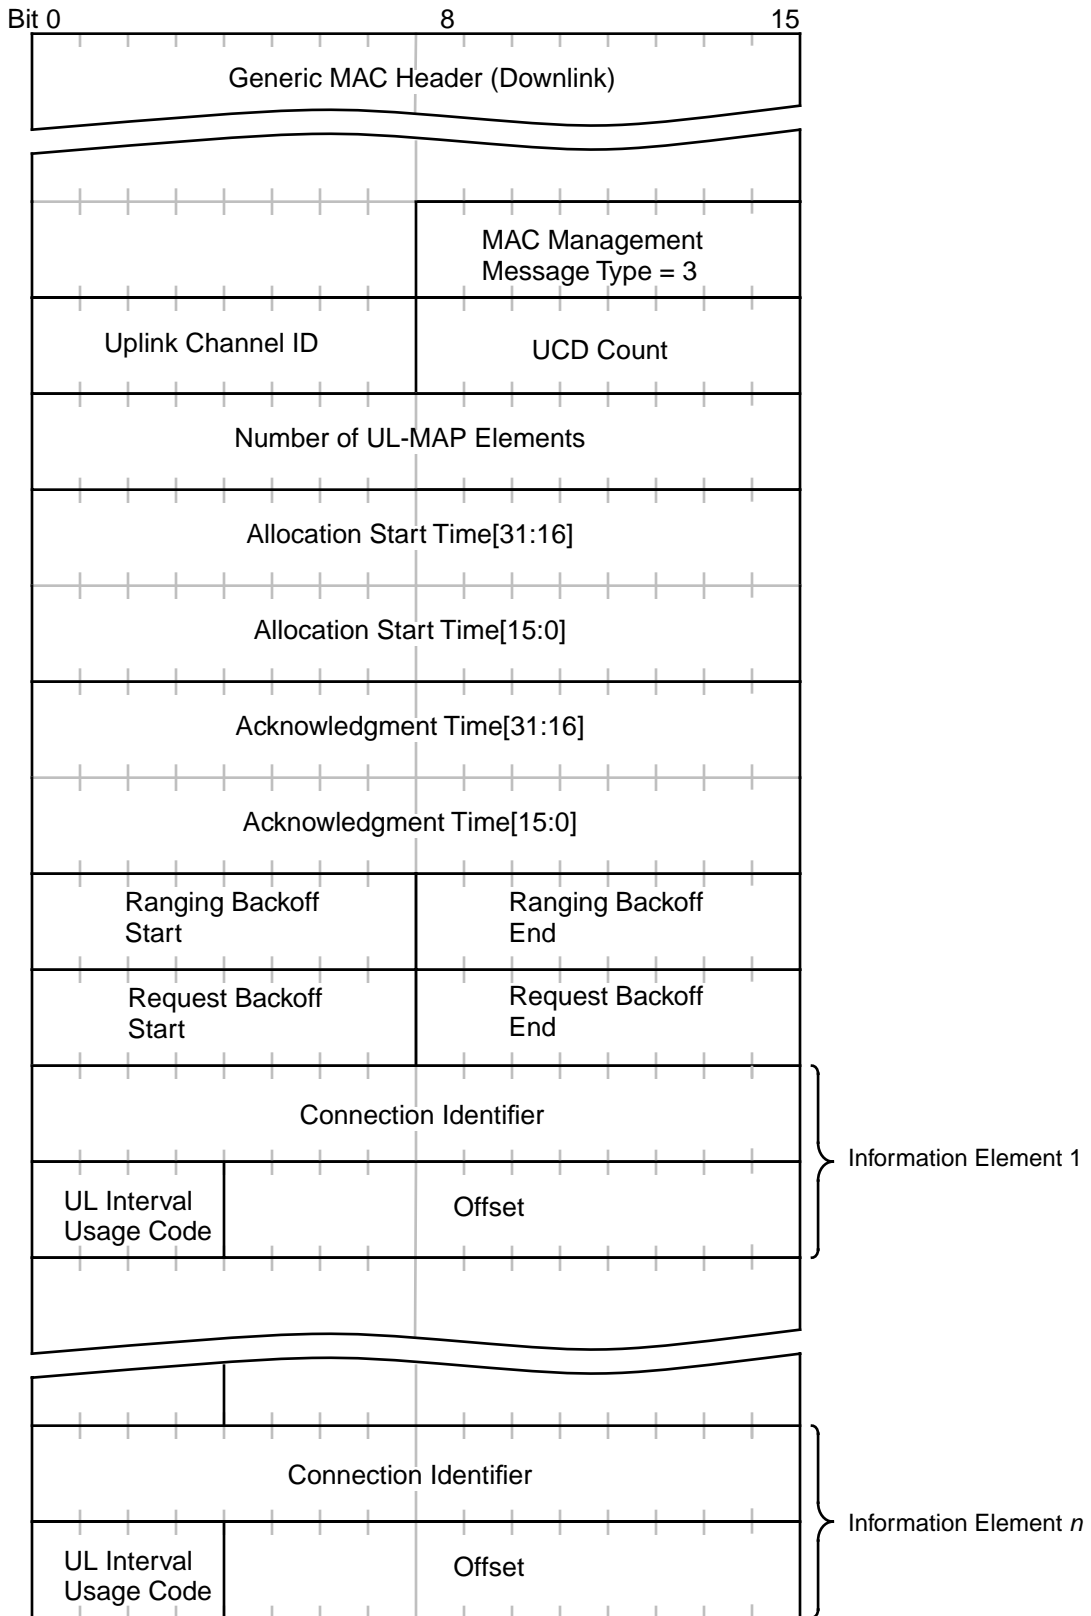 Bit 0 8 15
Generic MAC Header (Downlink)
MAC Management
Message Type = 3
Uplink Channel ID
UCD Count
Number of UL-MAP Elements
Allocation Start Time[31:16]
Allocation Start Time[15:0]
Acknowledgment Time[31:16]
Acknowledgment Time[15:0]
Ranging Backoff
Start
Ranging Backoff
End
Request Backoff
Start
Request Backoff
End
Connection Identifier
Information Element 1
UL Interval
Usage Code
Offset
Connection Identifier
Information Element n
UL Interval
Usage Code
Offset